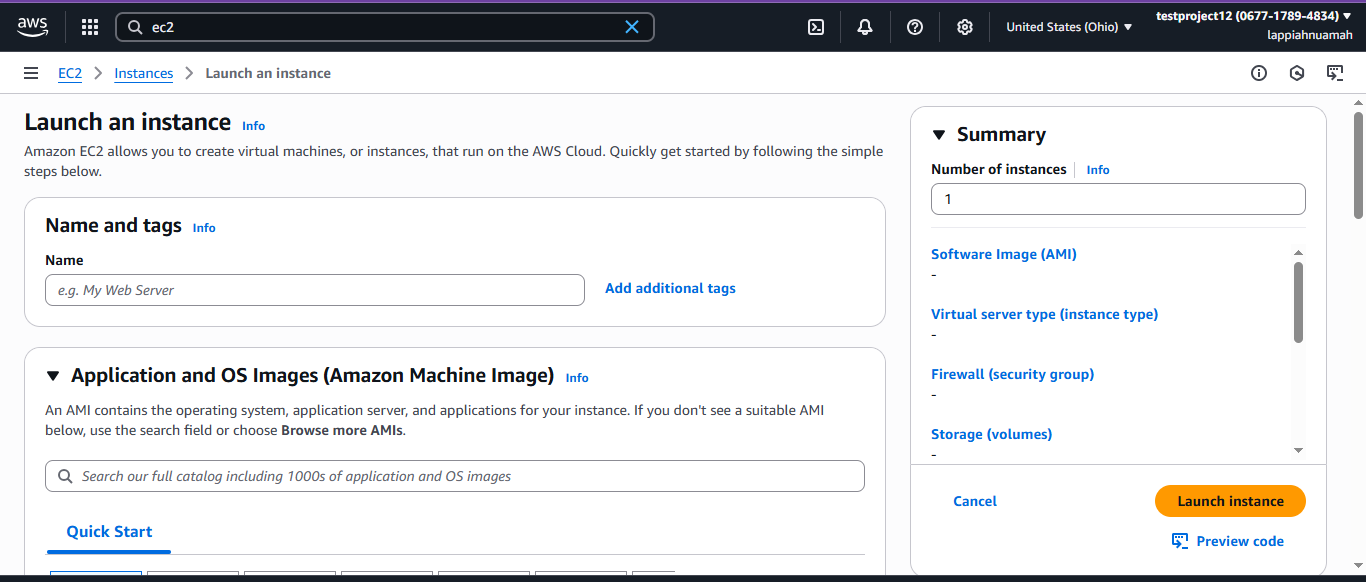 aws
ec2
United States (Ohio)
testproject12 (0677-1789-4834)
lappiahnuamah
EC2 > Instances > Launch an instance
Launch an instance Info
Amazon EC2 allows you to create virtual machines, or instances, that run on the AWS Cloud. Quickly get started by following the simple
steps below.
Name and tags Info
Name
e.g. My Web Server
Add additional tags
Application and OS Images (Amazon Machine Image) Info
An AMI contains the operating system, application server, and applications for your instance. If you don't see a suitable AMI
below, use the search field or choose Browse more AMIs.
Search our full catalog including 1000s of application and OS images
Quick Start
Summary
Number of instances Info
1
Software Image (AMI)
-
Virtual server type (instance type)
-
Firewall (security group)
-
Storage (volumes)
-
Cancel
Launch instance
Preview code